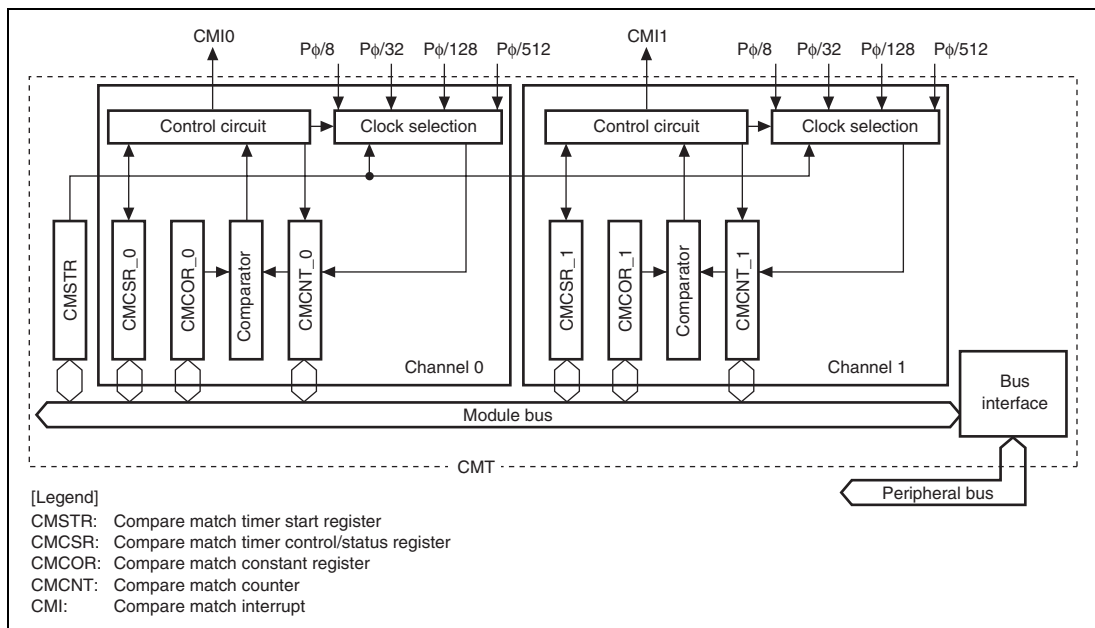 CMI0 Pϕ/8 Pϕ/32 Pϕ/128 Pϕ/512 CMI1 Pϕ/8 Pϕ/32 Pϕ/128 Pϕ/512
Control circuit Clock selection Control circuit Clock selection
CMSTR CMCSR_0 CMCOR_0 Comparator CMCNT_0 CMCSR_1 CMCOR_1 Comparator CMCNT_1
Channel 0 Channel 1
Module bus
Bus
interface
CMT
Peripheral bus
[Legend]
CMSTR: Compare match timer start register
CMCSR: Compare match timer control/status register
CMCOR: Compare match constant register
CMCNT: Compare match counter
CMI: Compare match interrupt